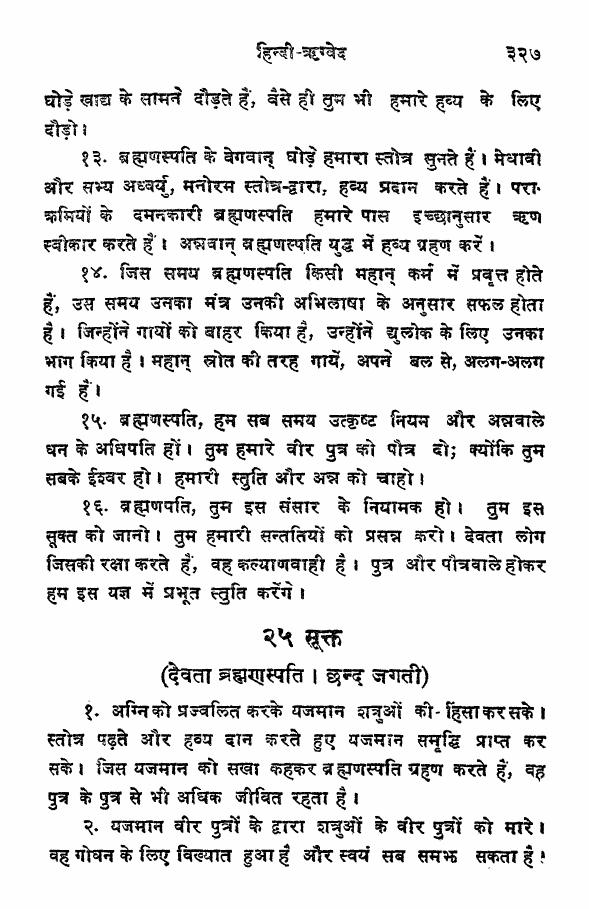 हिन्दी-ऋग्वेद ३२७
घोड़े खाद्य के सामने दौड़ते हैं, वैसे ही तुम भी हमारे हव्य के लिए
दौड़ो।
१३. ब्रह्मणस्पति के वेगवान् घोड़े हमारा स्तोत्र सुनते हैं। मेधावी
और सभ्य अध्वर्यु, मनोरम स्तोत्र-द्वारा, हव्य प्रदान करते हैं। परा-
क्रमियों के दमनकारी ब्रह्मणस्पति हमारे पास इच्छानुसार ऋण
स्वीकार करते हैं। अन्नवान् ब्रह्मणस्पति युद्ध में हव्य ग्रहण करें।
१४. जिस समय ब्रह्मणस्पति किसी महान् कर्म में प्रवृत्त होते
हैं, उस समय उनका मंत्र उनकी अभिलाषा के अनुसार सफल होता
है। जिन्होंने गायों को बाहर किया है, उन्होंने द्युलोक के लिए उनका
भाग किया है। महान् स्रोत की तरह गायें, अपने बल से, अलग-अलग
गई हैं।
१५. ब्रह्मणस्पति, हम सब समय उत्कृष्ट नियम और अन्नवाले
धन के अधिपति हों। तुम हमारे वीर पुत्र को पौत्र दो; क्योंकि तुम
सबके ईश्वर हो। हमारी स्तुति और अन्न को चाहो।
१६. ब्रह्मणपति, तुम इस संसार के नियामक हो। तुम इस
सूक्त को जानो। तुम हमारी सन्ततियों को प्रसन्न करो। देवता लोग
जिसकी रक्षा करते हैं, वह कल्याणवाही है। पुत्र और पौत्रवाले होकर
हम इस यज्ञ में प्रभूत स्तुति करेंगे।
२५ सूक्त
(देवता ब्रह्मणस्पति। छन्द जगती)
१. अग्नि को प्रज्वलित करके यजमान शत्रुओं की-हिंसा कर सके।
स्तोत्र पढ़ते और हव्य दान करते हुए यजमान समृद्धि प्राप्त कर
सके। जिस यजमान को सखा कहकर ब्रह्मणस्पति ग्रहण करते हैं, वह
पुत्र के पुत्र से भी अधिक जीवित रहता है।
२. यजमान वीर पुत्रों के द्वारा शत्रुओं के वीर पुत्रों को मारे।
वह गोधन के लिए विख्यात हुआ है और स्वयं सब समझ सकता है।